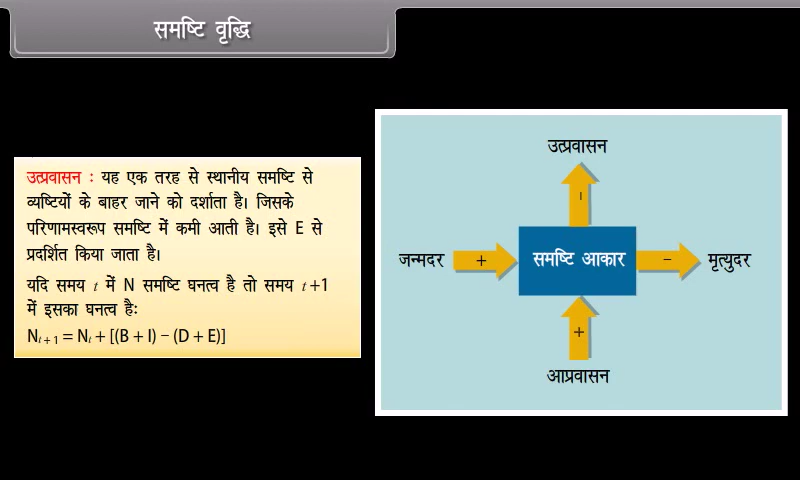 समष्टि वृद्धि
उत्प्रवासन : यह एक तरह से स्थानीय समष्टि से
व्यष्टियों के बाहर जाने को दर्शाता है। जिसके
परिणामस्वरूप समष्टि में कमी आती है। इसे E से
प्रदर्शित किया जाता है।
यदि समय t में N समष्टि घनत्व है तो समय t+1
में इसका घनत्व है:
Nt + 1 = Nt + [(B + I) − (D + E)]
उत्प्रवासन
−
जन्मदर + समष्टि आकार − मृत्युदर
+
आप्रवासन